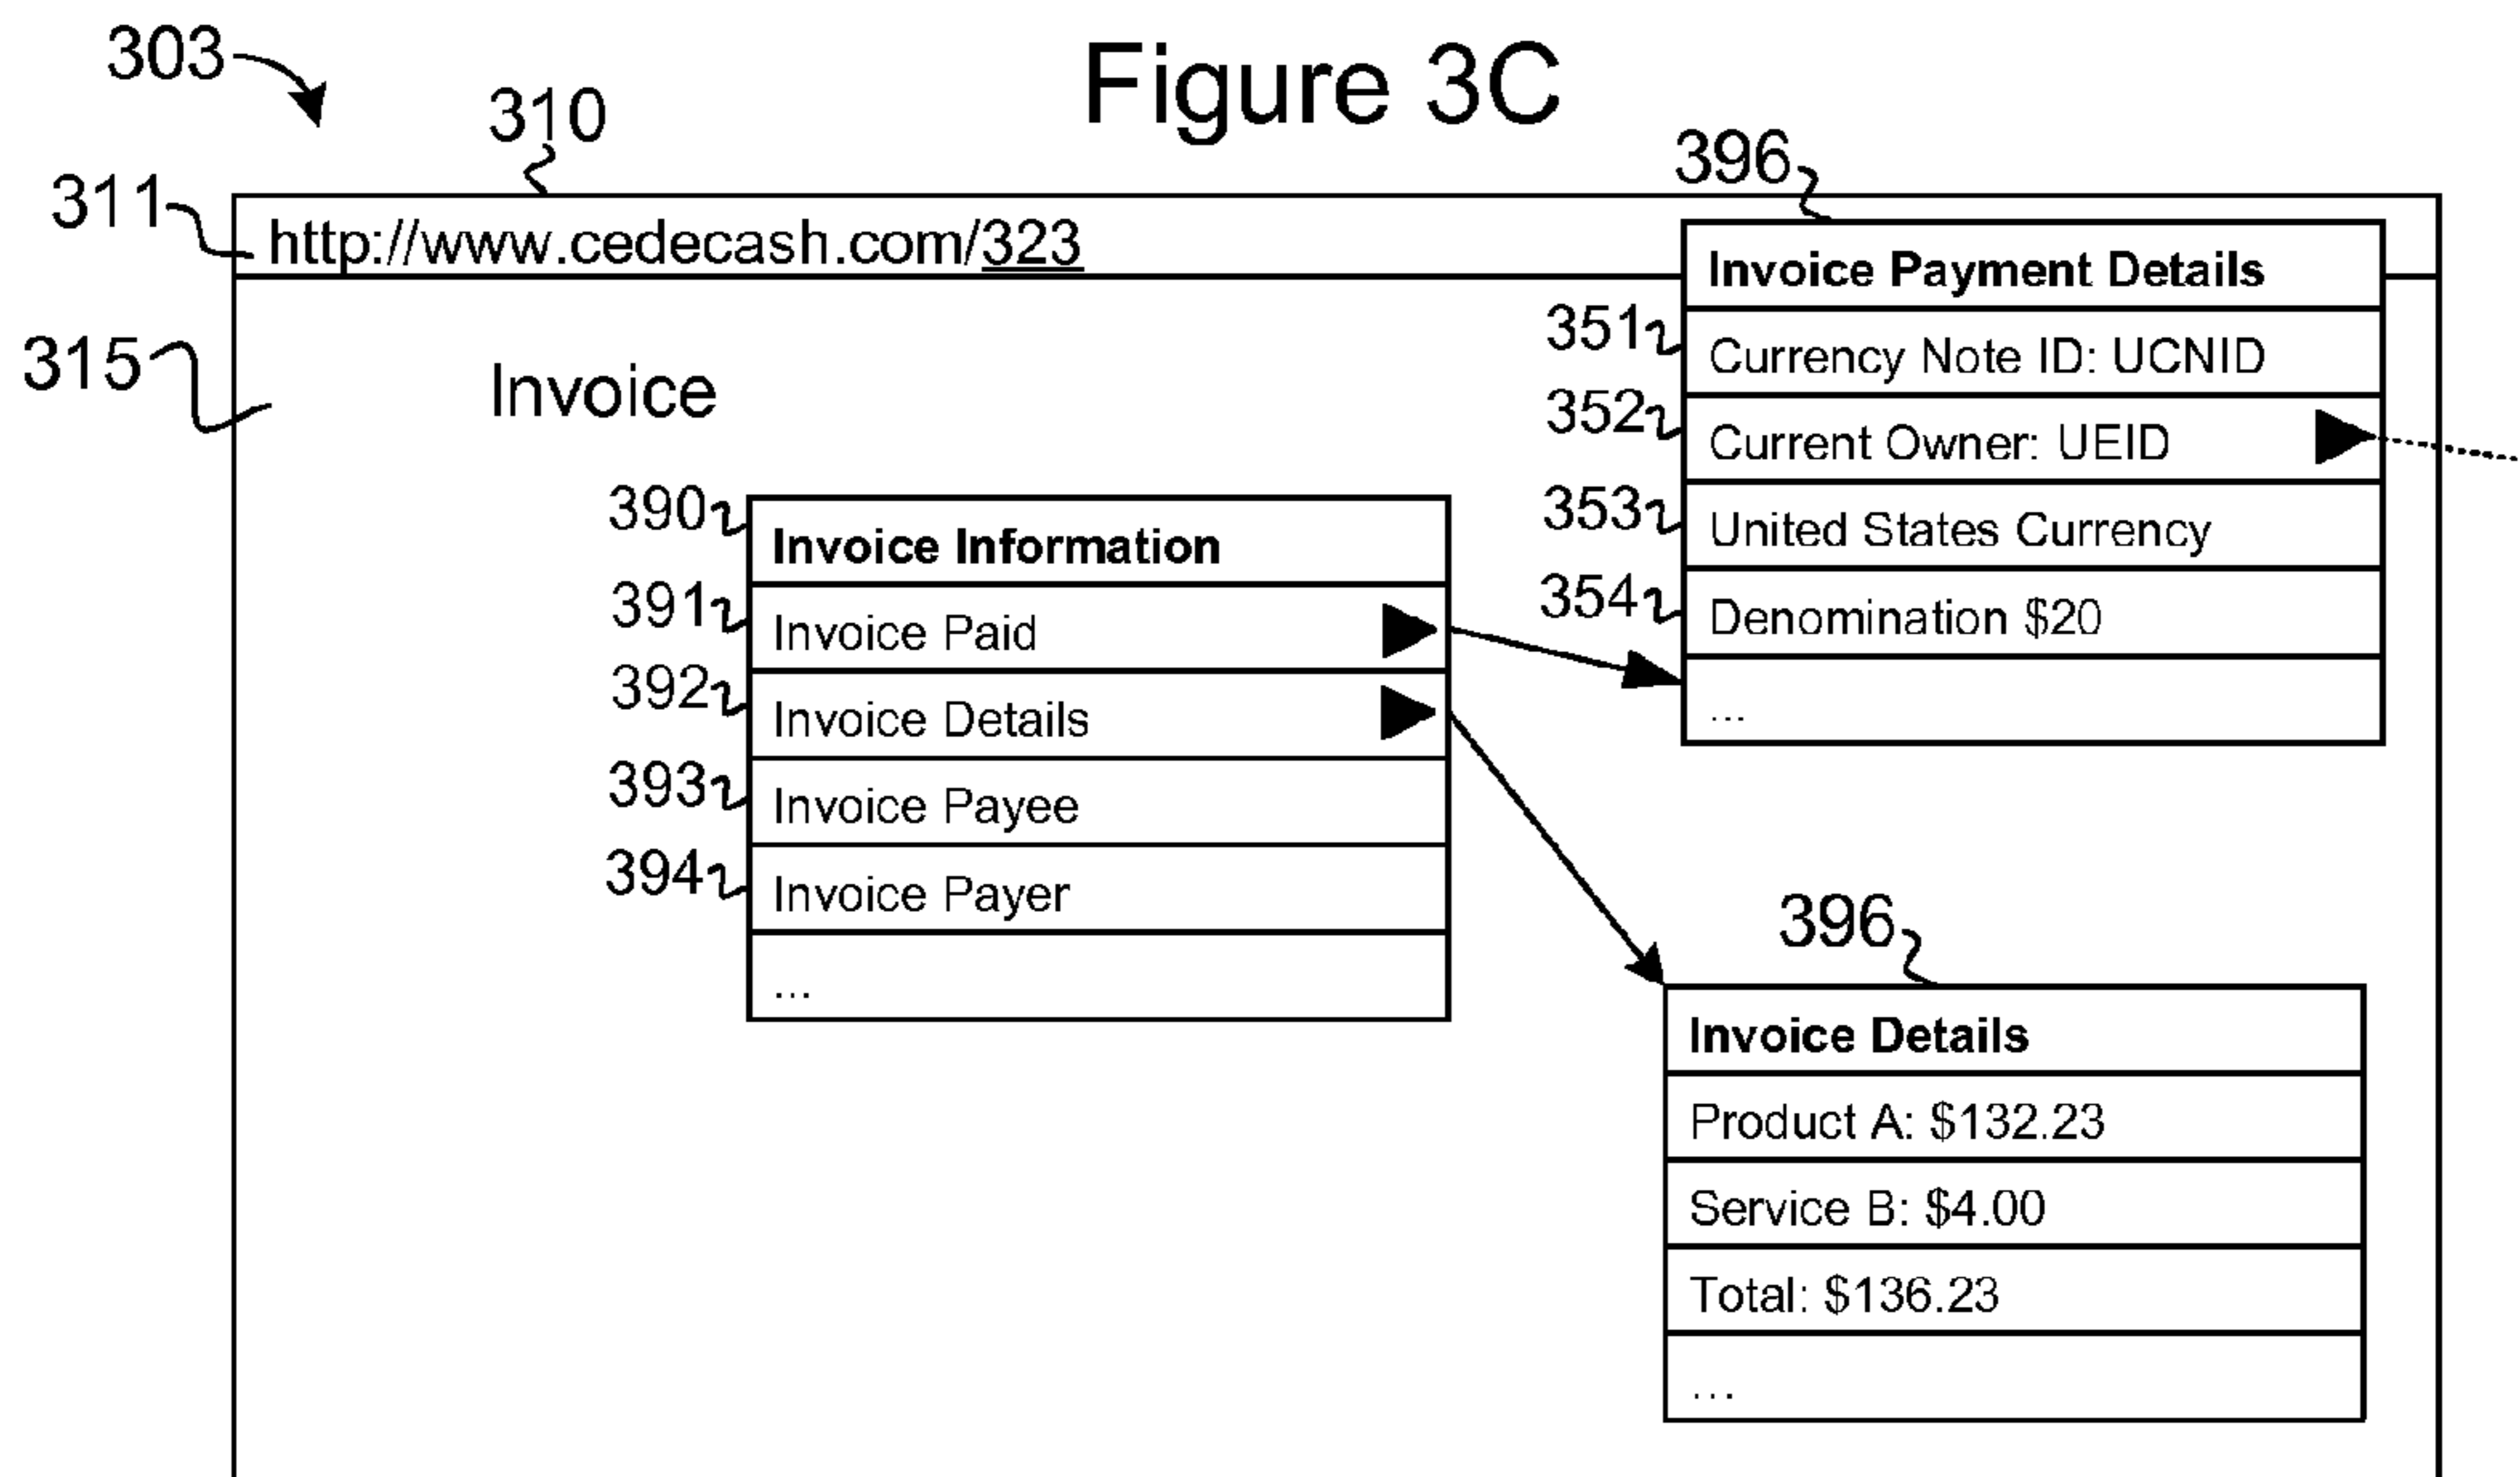 Figure 3C
303
310
311
http://www.cedecash.com/323
315
Invoice
396
Invoice Payment Details
351
Currency Note ID: UCNID
352
Current Owner: UEID
353
United States Currency
354
Denomination $20
...
390
Invoice Information
391
Invoice Paid
392
Invoice Details
393
Invoice Payee
394
Invoice Payer
...
396
Invoice Details
Product A: $132.23
Service B: $4.00
Total: $136.23
...